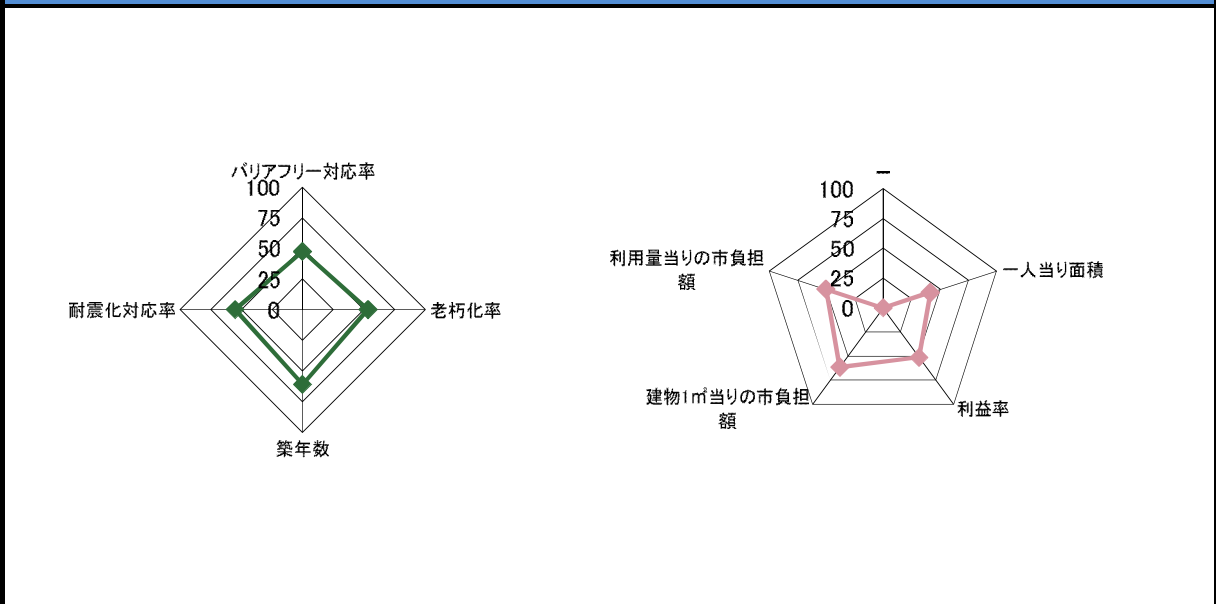 バリアフリー対応率
100
75
50
25
0
耐震化対応率
老朽化率
築年数
ー
100
75
50
25
0
利用量当りの市負担
額
一人当り面積
建物1㎡当りの市負担
額
利益率